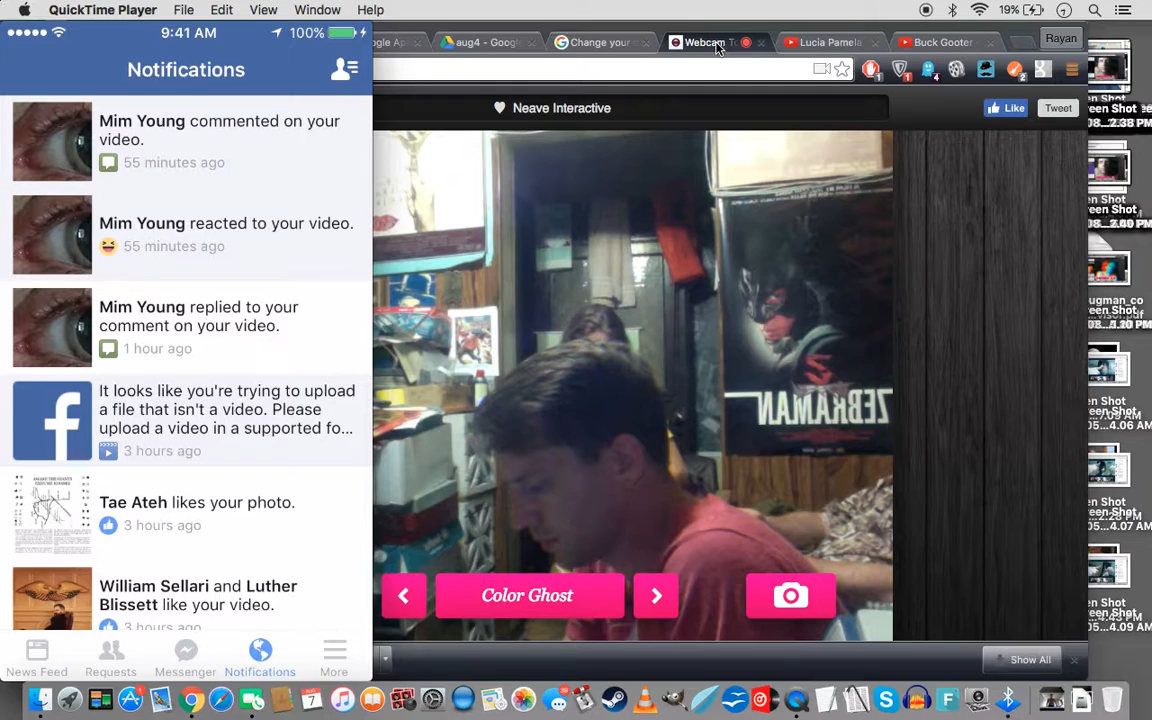 QuickTime Player File Edit View Window Help
19%
9:41 AM
100%
Notifications
Mim Young commented on your
video.
55 minutes ago
Mim Young reacted to your video.
55 minutes ago
Mim Young replied to your
comment on your video.
1 hour ago
It looks like you're trying to upload
a file that isn't a video. Please
upload a video in a supported fo...
3 hours ago
Tae Ateh likes your photo.
3 hours ago
William Sellari and Luther
Blissett like your video.
3 hours ago
News Feed Requests Messenger Notifications More
aug4 - Google
Change your
Webcam
Lucia Pamela
Buck Gooter
Rayan
Neave Interactive
Like
Tweet
ZEBRAMAN
Color Ghost
Show All